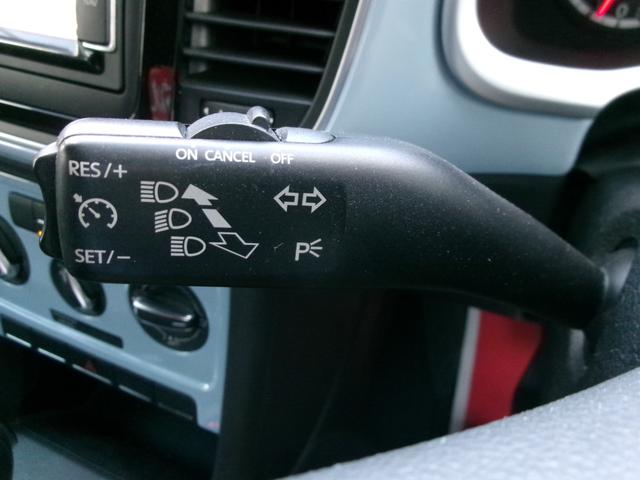 ON CANCEL OFF
RES/+
SET/-
P